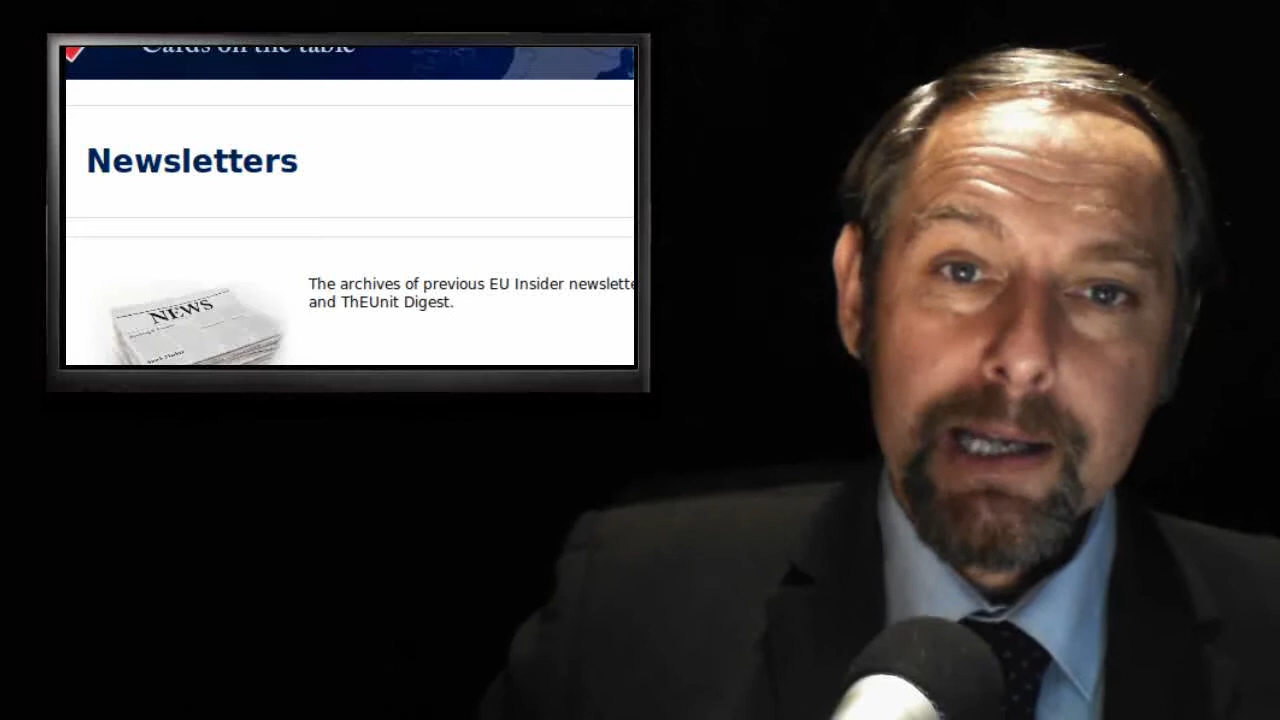 Cards on the table
Newsletters
The archives of previous EU Insider newslette
and ThEUnit Digest.
NEWS